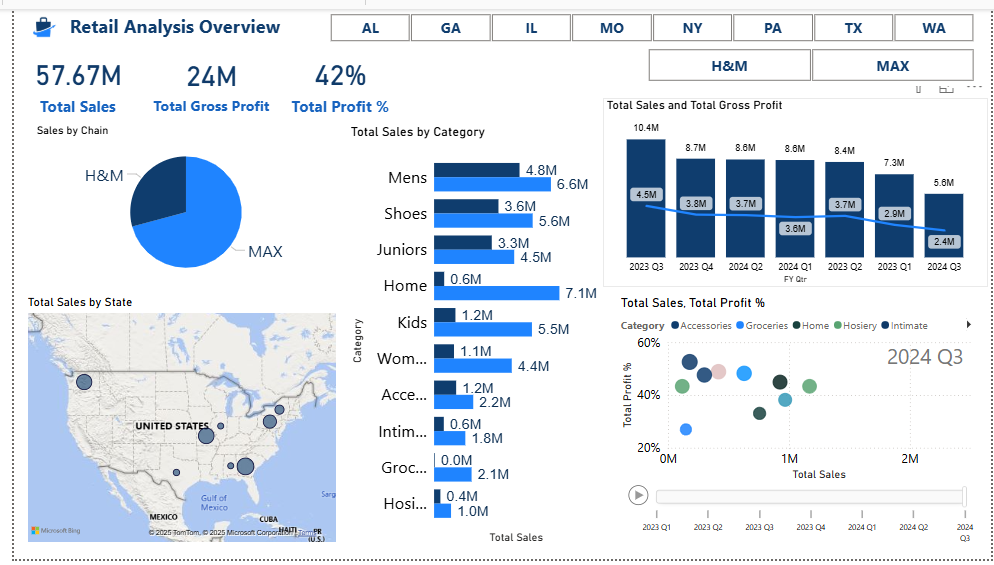 Retail Analysis Overview
AL GA IL MO NY PA TX WA
H&M MAX
57.67M 24M 42%
Total Sales Total Gross Profit Total Profit %
Sales by Chain
H&M
MAX
Total Sales by Category
Mens 4.8M 6.6M
Shoes 3.6M 5.6M
Juniors 3.3M 4.5M
Home 0.6M 7.1M
Kids 1.2M 5.5M
Wom... 1.1M 4.4M
Acce... 1.2M 2.2M
Intim... 0.6M 1.8M
Groc... 0.0M 2.1M
Hosi... 0.4M 1.0M
Category
Total Sales
Total Sales and Total Gross Profit
10.4M 8.7M 8.6M 8.6M 8.4M 7.3M 5.6M
4.5M 3.8M 3.7M 3.6M 3.7M 2.9M 2.4M
2023 Q3 2023 Q4 2024 Q2 2024 Q1 2023 Q2 2023 Q1 2024 Q3
FY Qtr
Total Sales by State
UNITED STATES
Gulf of
Mexico
Sarg
MEXICO
CUBA
HAITI
PR
(U.S.)
Microsoft Bing
© 2025 TomTom, © 2025 Microsoft Corporation Terms
Total Sales, Total Profit %
Category Accessories Groceries Home Hosiery Intimate
2024 Q3
60%
40%
20%
Total Profit %
0M 1M 2M
Total Sales
2023 Q1 2023 Q2 2023 Q3 2023 Q4 2024 Q1 2024 Q2 2024
Q3